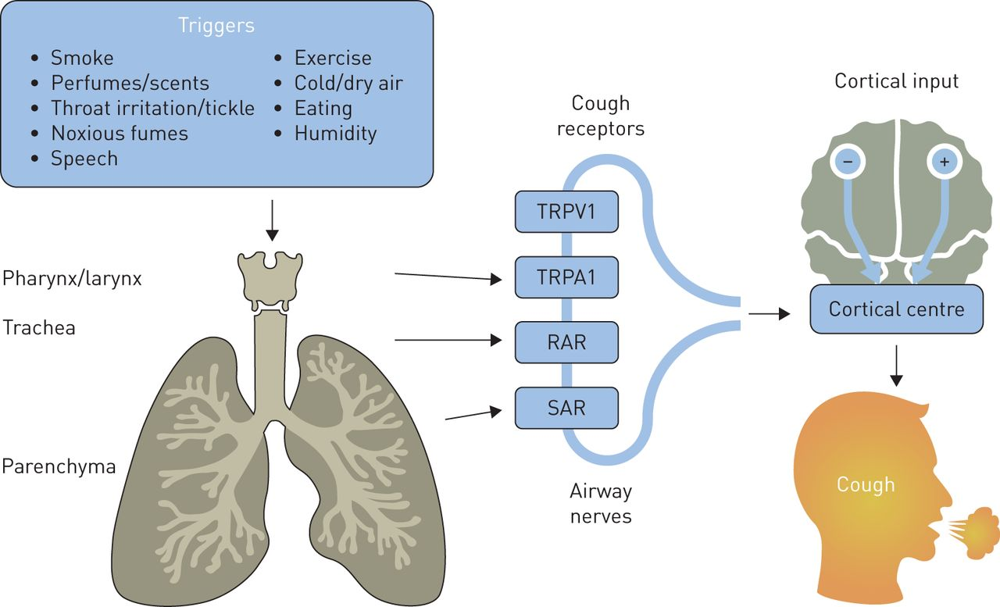 Triggers
• Smoke
• Perfumes/scents
• Throat irritation/tickle
• Noxious fumes
• Speech
• Exercise
• Cold/dry air
• Eating
• Humidity
Pharynx/larynx
Trachea
Parenchyma
Cough
receptors
TRPV1
TRPA1
RAR
SAR
Airway
nerves
Cortical input
– +
Cortical centre
Cough